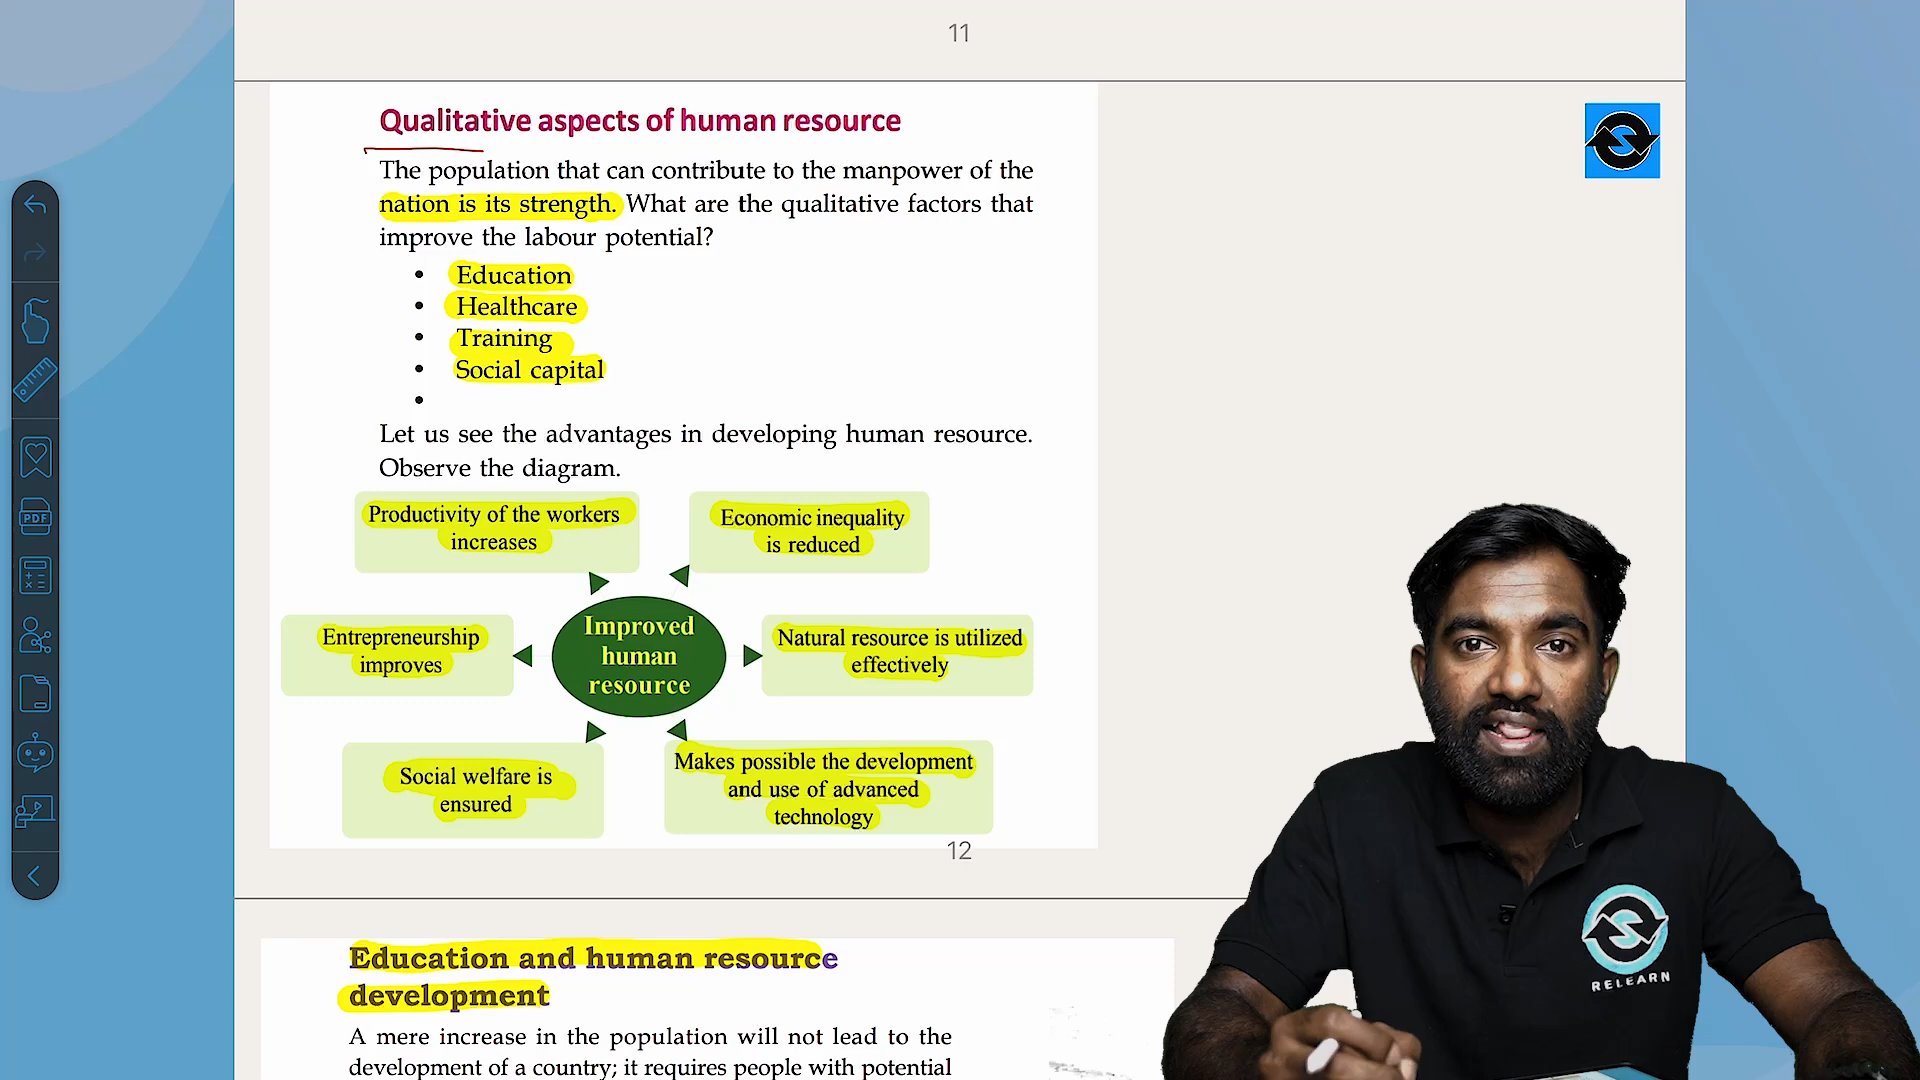 11
Qualitative aspects of human resource
The population that can contribute to the manpower of the
nation is its strength. What are the qualitative factors that
improve the labour potential?
• Education
• Healthcare
• Training
• Social capital
•
Let us see the advantages in developing human resource.
Observe the diagram.
Productivity of the workers
increases
Economic inequality
is reduced
Entrepreneurship
improves
Improved
human
resource
Natural resource is utilized
effectively
Social welfare is
ensured
Makes possible the development
and use of advanced
technology
12
Education and human resource
development
A mere increase in the population will not lead to the
development of a country; it requires people with potential
PDF
RELEARN